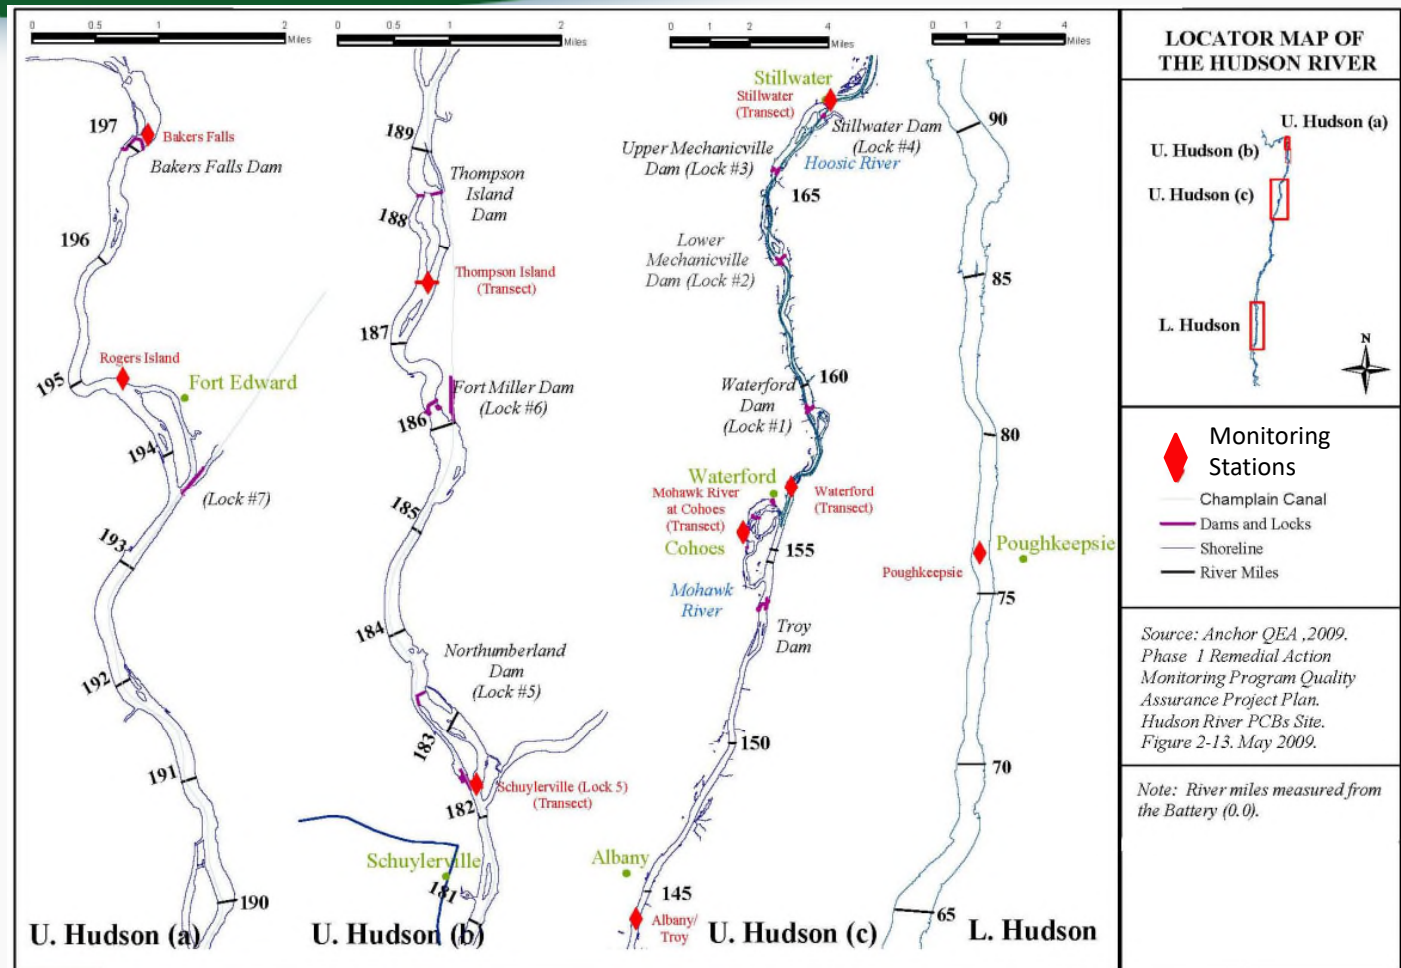 0 0.5 1 2
Miles
197
Bakers Falls
Bakers Falls Dam
196
Rogers Island
195
Fort Edward
194
(Lock #7)
193
192
191
190
U. Hudson (a)
0 0.5 1 2
Miles
189
Thompson
Island
Dam
188
Thompson Island
(Transect)
187
Fort Miller Dam
(Lock #6)
186
185
184
Northumberland
Dam
(Lock #5)
183
Schuylerville (Lock 5)
(Transect)
182
Schuylerville
181
U. Hudson (b)
0 1 2 4
Miles
Stillwater
Stillwater
(Transect)
Stillwater Dam
(Lock #4)
Upper Mechanicville
Dam (Lock #3)
Hoosic River
165
Lower
Mechanicville
Dam (Lock #2)
160
Waterford
Dam
(Lock #1)
Waterford
Mohawk River
at Cohoes
(Transect)
Waterford
(Transect)
Cohoes
155
Mohawk
River
Troy
Dam
150
Albany
145
Albany/
Troy
U. Hudson (c)
0 1 2 4
Miles
90
85
80
Poughkeepsie
Poughkeepsie
75
70
65
L. Hudson
LOCATOR MAP OF
THE HUDSON RIVER
U. Hudson (a)
U. Hudson (b)
U. Hudson (c)
L. Hudson
N
Monitoring
Stations
Champlain Canal
Dams and Locks
Shoreline
River Miles
Source: Anchor QEA ,2009.
Phase 1 Remedial Action
Monitoring Program Quality
Assurance Project Plan.
Hudson River PCBs Site.
Figure 2-13. May 2009.
Note: River miles measured from
the Battery (0.0).